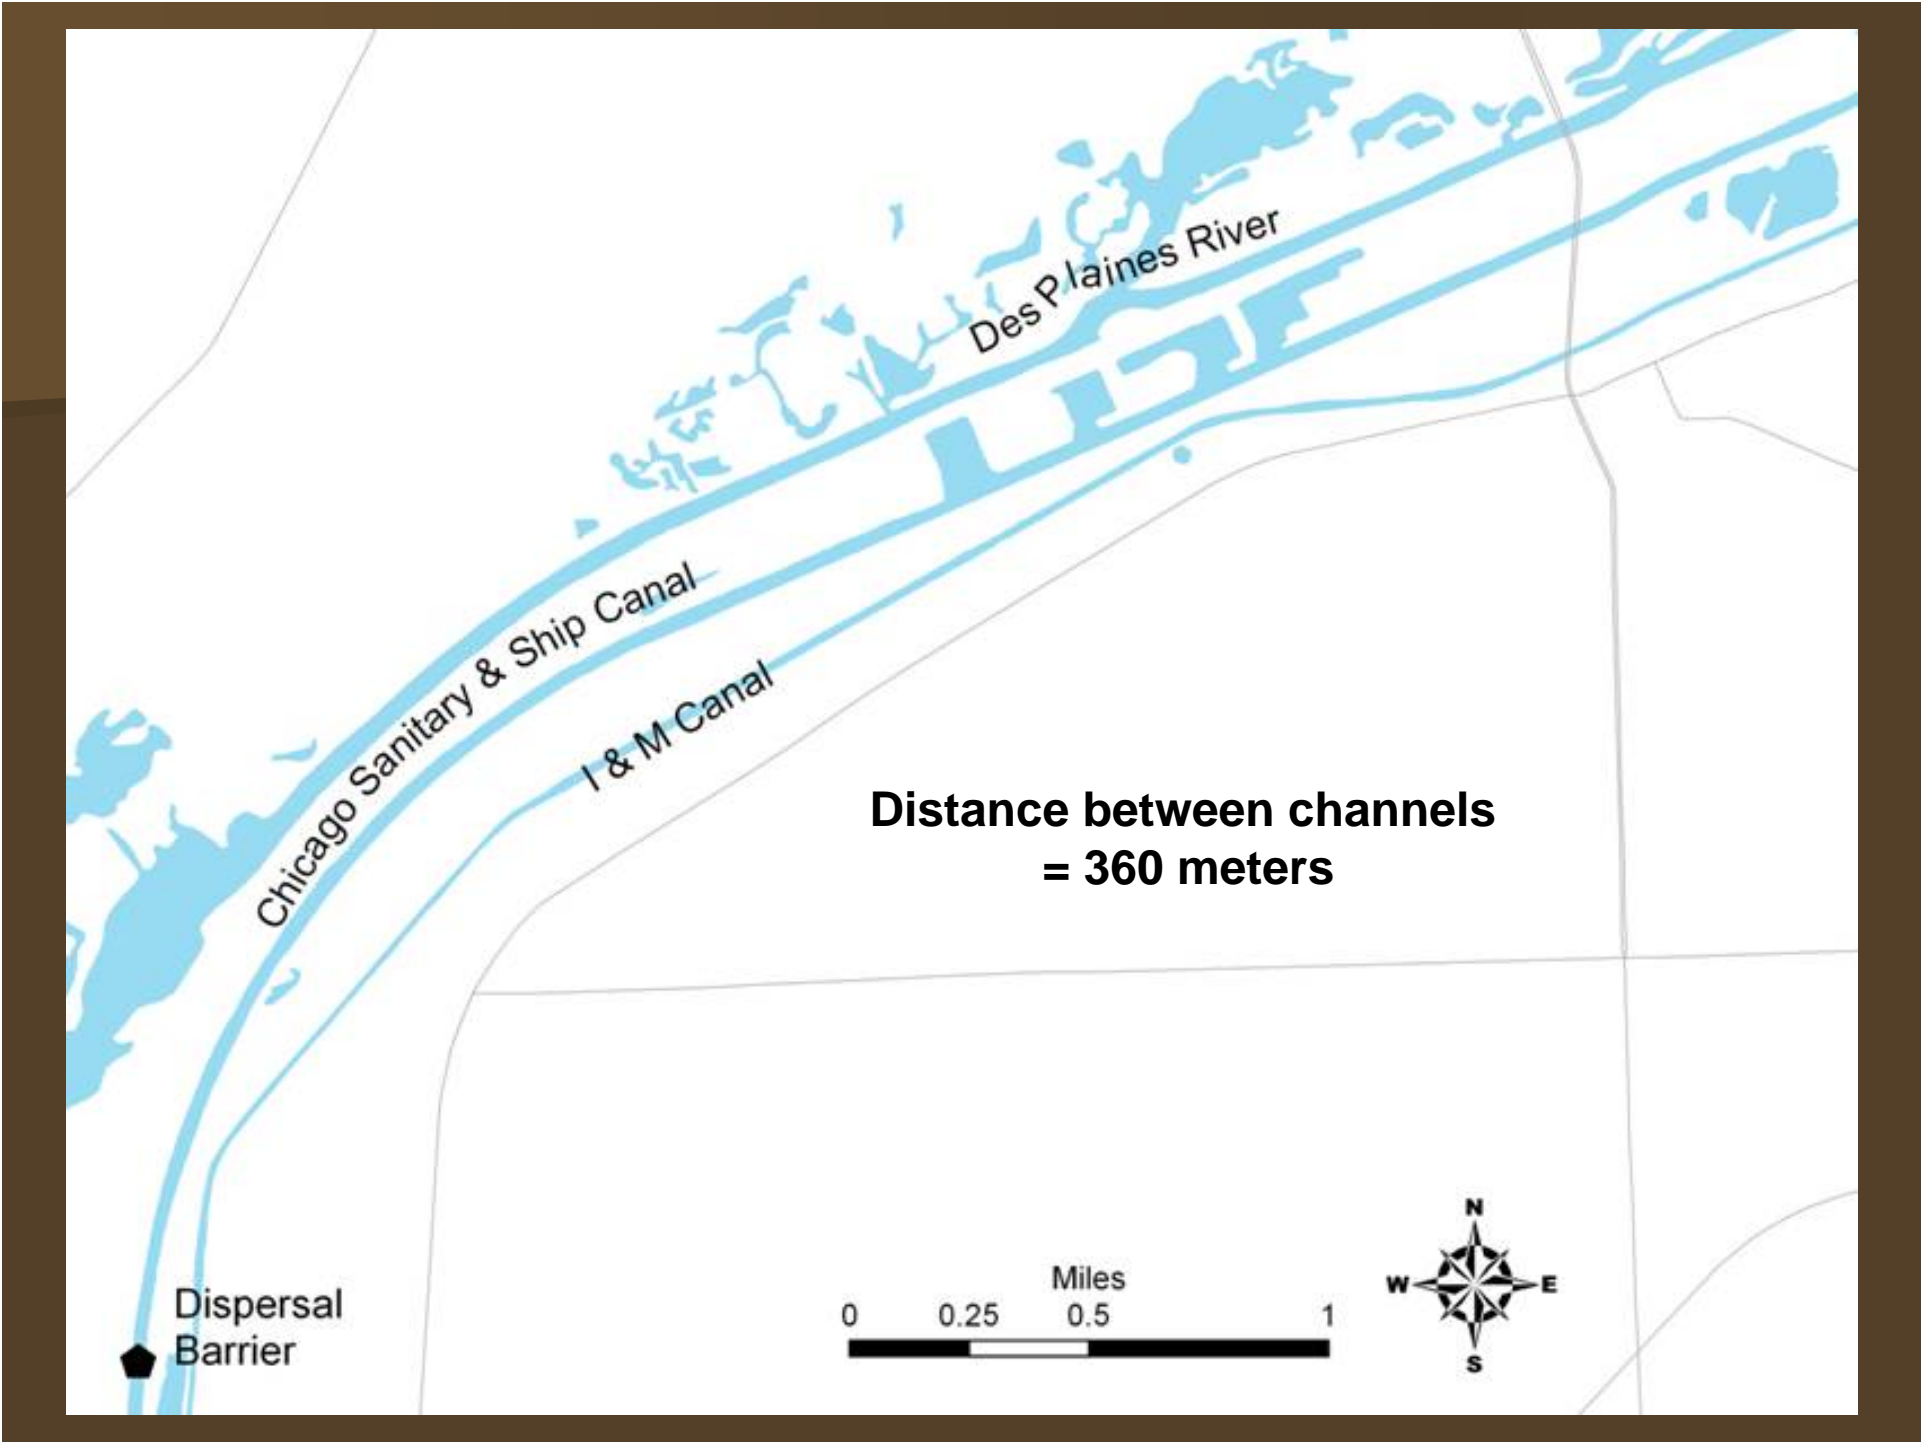 Des Plaines River
Chicago Sanitary & Ship Canal
I & M Canal
Distance between channels
= 360 meters
N
Miles
W E
0 0.25 0.5 1
Dispersal
Barrier
S